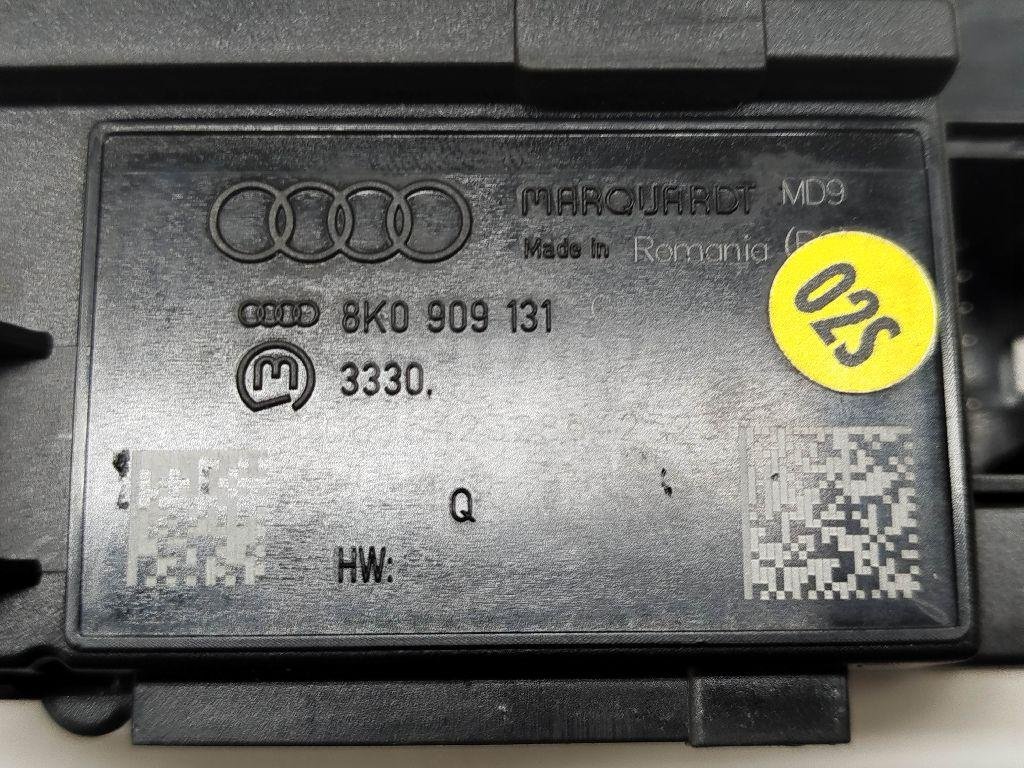 MARQUARDT MD9
Made in Romania
02S
8K0 909 131
3330.
Q
HW: